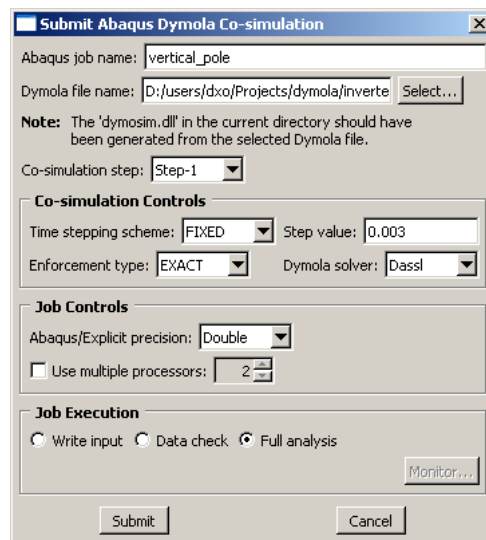 Submit Abaqus Dymola Co-simulation
Abaqus job name: vertical_pole
Dymola file name: D:/users/dxo/Projects/dymola/inverte Select...
Note: The 'dymosim.dll' in the current directory should have
been generated from the selected Dymola file.
Co-simulation step: Step-1
Co-simulation Controls
Time stepping scheme: FIXED Step value: 0.003
Enforcement type: EXACT Dymola solver: Dassl
Job Controls
Abaqus/Explicit precision: Double
Use multiple processors: 2
Job Execution
Write input Data check Full analysis
Monitor...
Submit Cancel